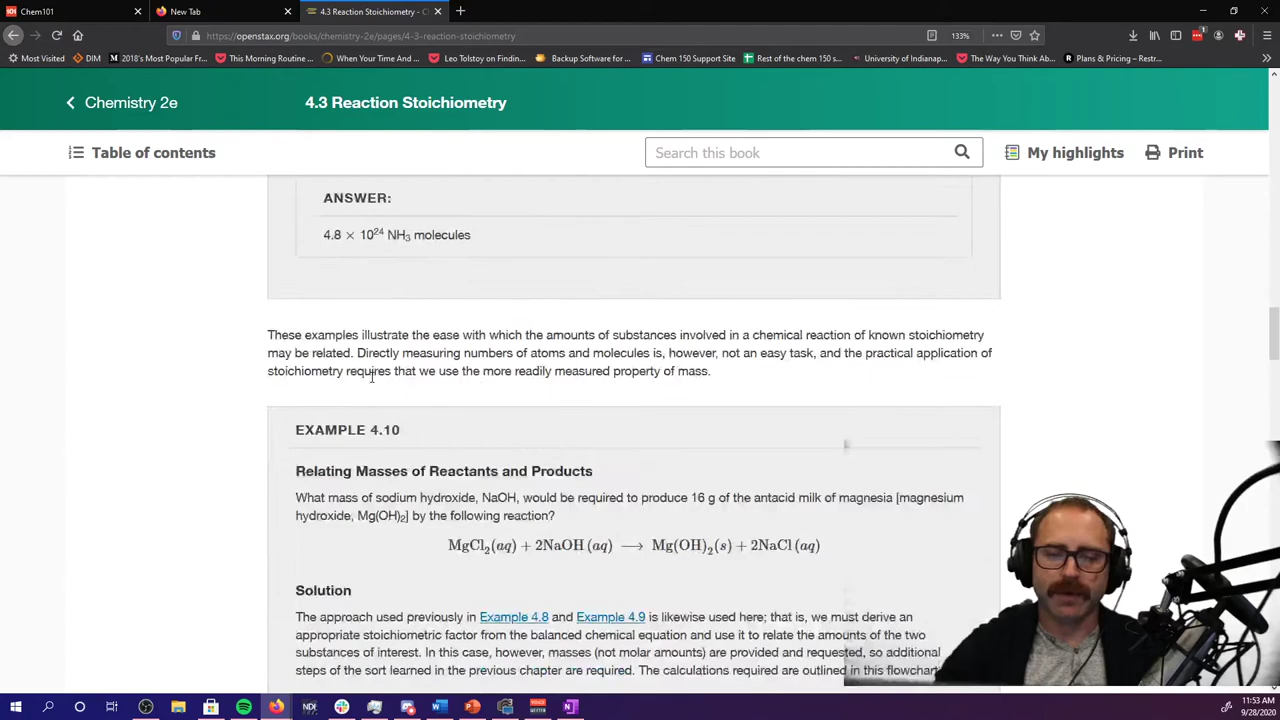 Chem101
New Tab
4.3 Reaction Stoichiometry - C
https://openstax.org/books/chemistry-2e/pages/4-3-reaction-stoichiometry
133%
Most Visited
DIM
2018's Most Popular Fr...
This Morning Routine ...
When Your Time And ...
Leo Tolstoy on Findin...
Backup Software for ...
Chem 150 Support Site
Rest of the chem 150 s...
University of Indianap...
The Way You Think Ab...
Plans & Pricing – Restr...
Chemistry 2e
4.3 Reaction Stoichiometry
Table of contents
Search this book
My highlights
Print
ANSWER:
4.8 × 10²⁴ NH₃ molecules
These examples illustrate the ease with which the amounts of substances involved in a chemical reaction of known stoichiometry
may be related. Directly measuring numbers of atoms and molecules is, however, not an easy task, and the practical application of
stoichiometry requires that we use the more readily measured property of mass.
EXAMPLE 4.10
Relating Masses of Reactants and Products
What mass of sodium hydroxide, NaOH, would be required to produce 16 g of the antacid milk of magnesia [magnesium
hydroxide, Mg(OH)₂] by the following reaction?
MgCl₂(aq) + 2NaOH (aq) ⟶ Mg(OH)₂(s) + 2NaCl (aq)
Solution
The approach used previously in Example 4.8 and Example 4.9 is likewise used here; that is, we must derive an
appropriate stoichiometric factor from the balanced chemical equation and use it to relate the amounts of the two
substances of interest. In this case, however, masses (not molar amounts) are provided and requested, so additional
steps of the sort learned in the previous chapter are required. The calculations required are outlined in this flowchart
11:53 AM
9/28/2020